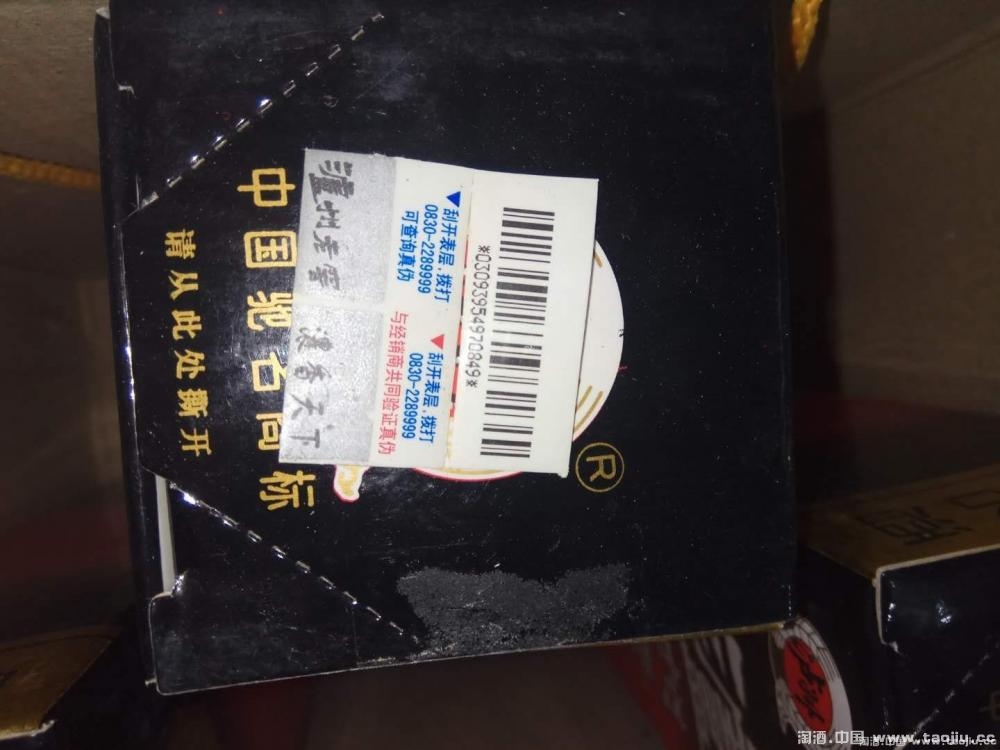 中国驰名商标
请从此处撕开
泸州老窖
浓香天下
刮开表层,拨打
0830-2289999
可查询真伪
刮开表层,拨打
0830-2289999
与经销商共同验证真伪
*03093954970849*
®
酒
淘酒.中国 www.taojiu.cc